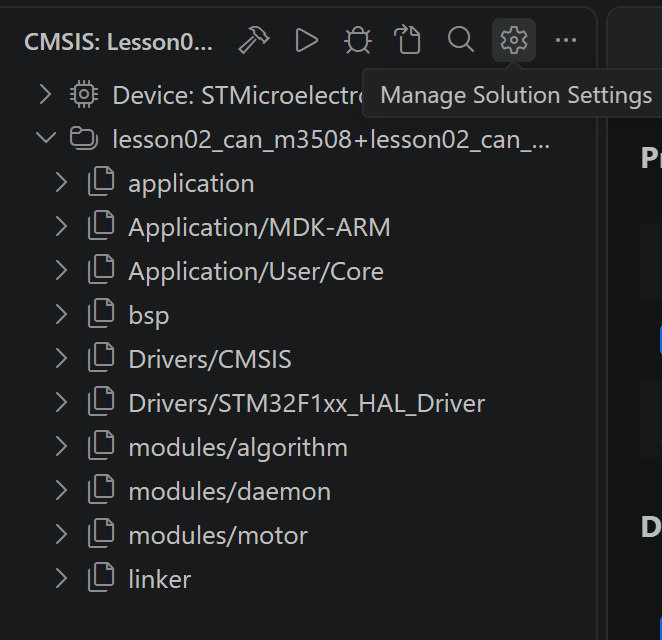 CMSIS: Lesson0...
Device: STMicroelectr
Manage Solution Settings
lesson02_can_m3508+lesson02_can_...
application
Application/MDK-ARM
Application/User/Core
bsp
Drivers/CMSIS
Drivers/STM32F1xx_HAL_Driver
modules/algorithm
modules/daemon
modules/motor
linker
P
D